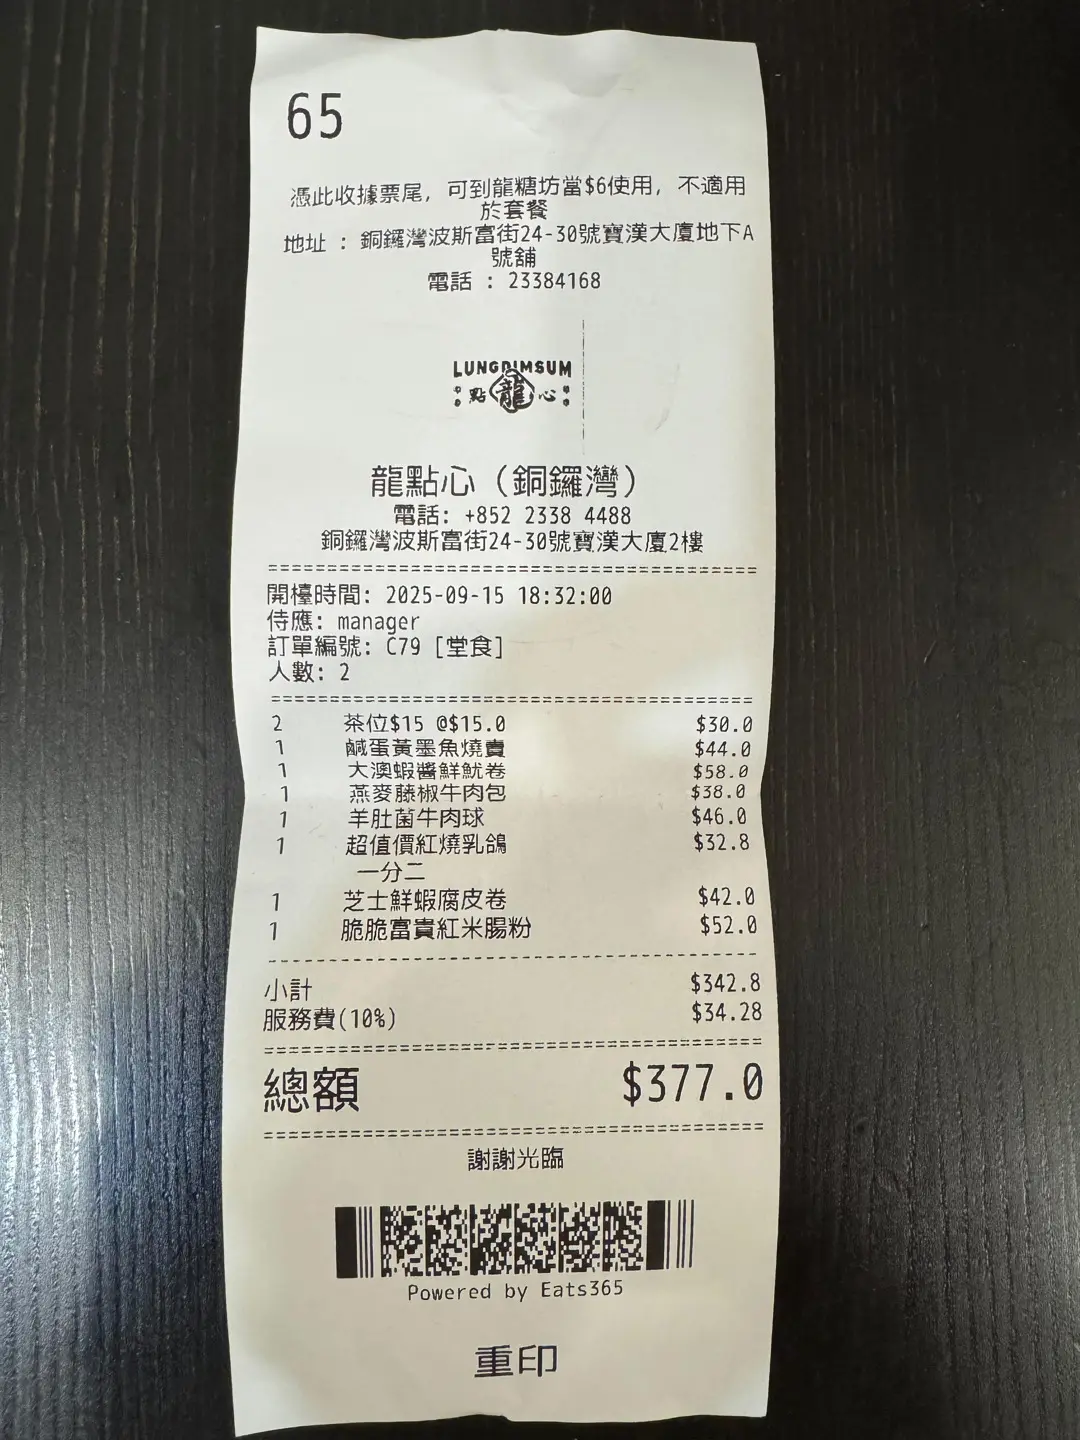 65
憑此收據票尾, 可到龍糖坊當$6使用, 不適用
於套餐
地址 : 銅鑼灣波斯富街24-30號寶漢大廈地下A
號舖
電話 : 23384168
LUNGDIMSUM
點龍心
龍點心 (銅鑼灣)
電話: +852 2338 4488
銅鑼灣波斯富街24-30號寶漢大廈2樓
開檯時間: 2025-09-15 18:32:00
侍應: manager
訂單編號: C79 [堂食]
人數: 2
2 茶位$15 @$15.0 $30.0
1 鹹蛋黃墨魚燒賣 $44.0
1 大澳蝦醬鮮魷卷 $58.0
1 燕麥藤椒牛肉包 $38.0
1 羊肚菌牛肉球 $46.0
1 超值價紅燒乳鴿 $32.8
一分二
1 芝士鮮蝦腐皮卷 $42.0
1 脆脆富貴紅米腸粉 $52.0
小計 $342.8
服務費(10%) $34.28
總額 $377.0
謝謝光臨
Powered by Eats365
重印